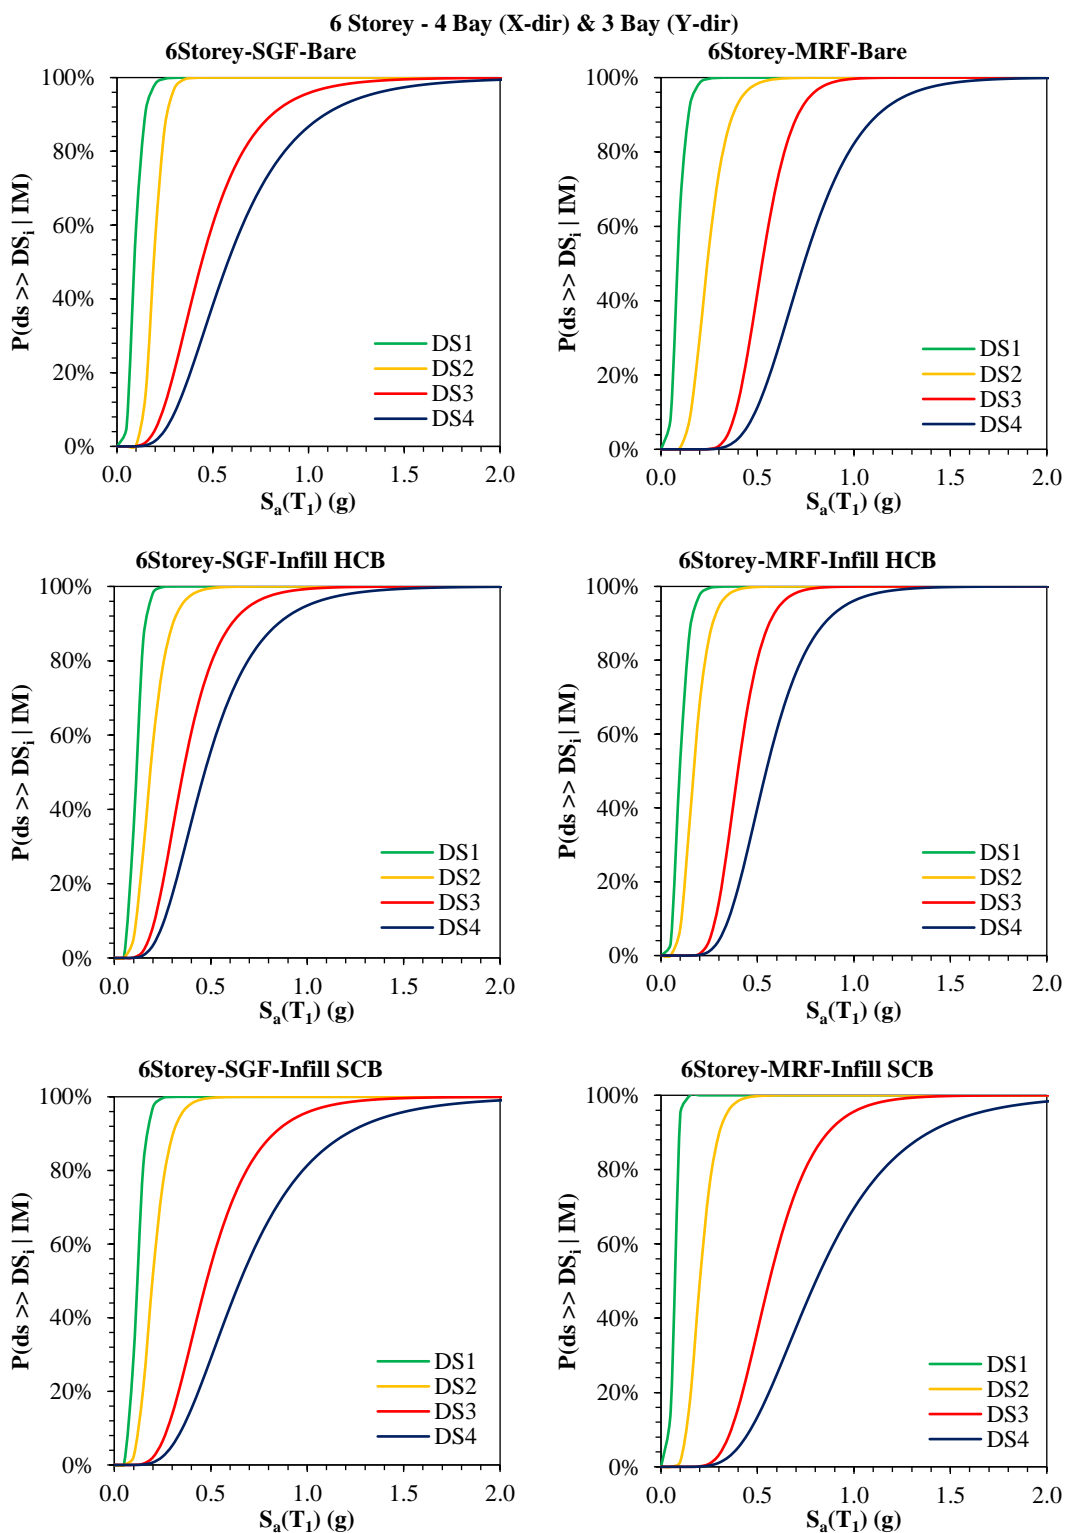 6 Storey - 4 Bay (X-dir) & 3 Bay (Y-dir)
6Storey-SGF-Bare
P(ds >> DSi | IM)
100%
80%
60%
40%
20%
0%
DS1
DS2
DS3
DS4
0.0 0.5 1.0 1.5 2.0
Sa(T1) (g)
6Storey-MRF-Bare
P(ds >> DSi | IM)
100%
80%
60%
40%
20%
0%
DS1
DS2
DS3
DS4
0.0 0.5 1.0 1.5 2.0
Sa(T1) (g)
6Storey-SGF-Infill HCB
P(ds >> DSi | IM)
100%
80%
60%
40%
20%
0%
DS1
DS2
DS3
DS4
0.0 0.5 1.0 1.5 2.0
Sa(T1) (g)
6Storey-MRF-Infill HCB
P(ds >> DSi | IM)
100%
80%
60%
40%
20%
0%
DS1
DS2
DS3
DS4
0.0 0.5 1.0 1.5 2.0
Sa(T1) (g)
6Storey-SGF-Infill SCB
P(ds >> DSi | IM)
100%
80%
60%
40%
20%
0%
DS1
DS2
DS3
DS4
0.0 0.5 1.0 1.5 2.0
Sa(T1) (g)
6Storey-MRF-Infill SCB
P(ds >> DSi | IM)
100%
80%
60%
40%
20%
0%
DS1
DS2
DS3
DS4
0.0 0.5 1.0 1.5 2.0
Sa(T1) (g)